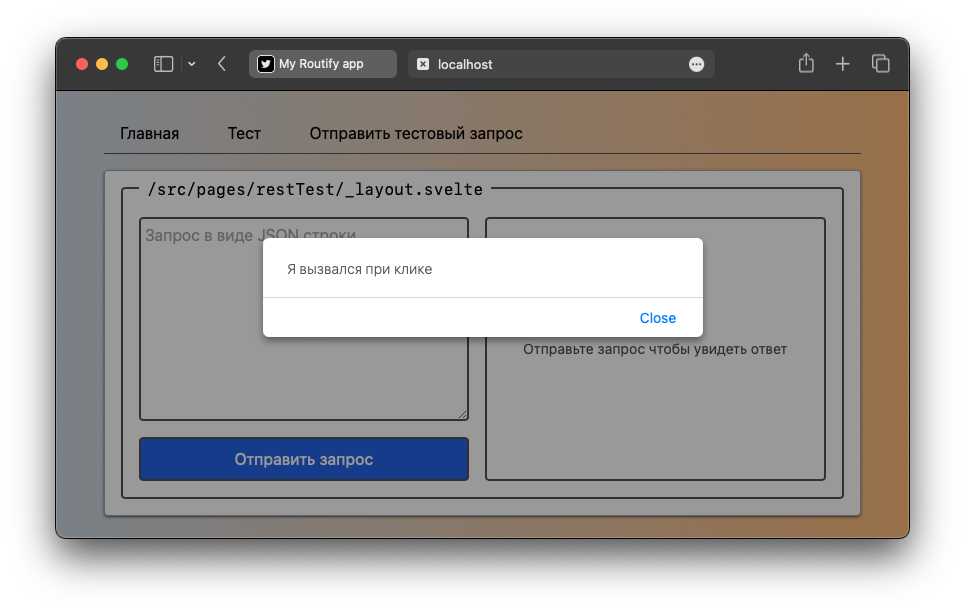 My Routify app
localhost
Главная
Тест
Отправить тестовый запрос
/src/pages/restTest/_layout.svelte
Запрос в виде JSON строки
Я вызвался при клике
Close
Отправьте запрос чтобы увидеть ответ
Отправить запрос